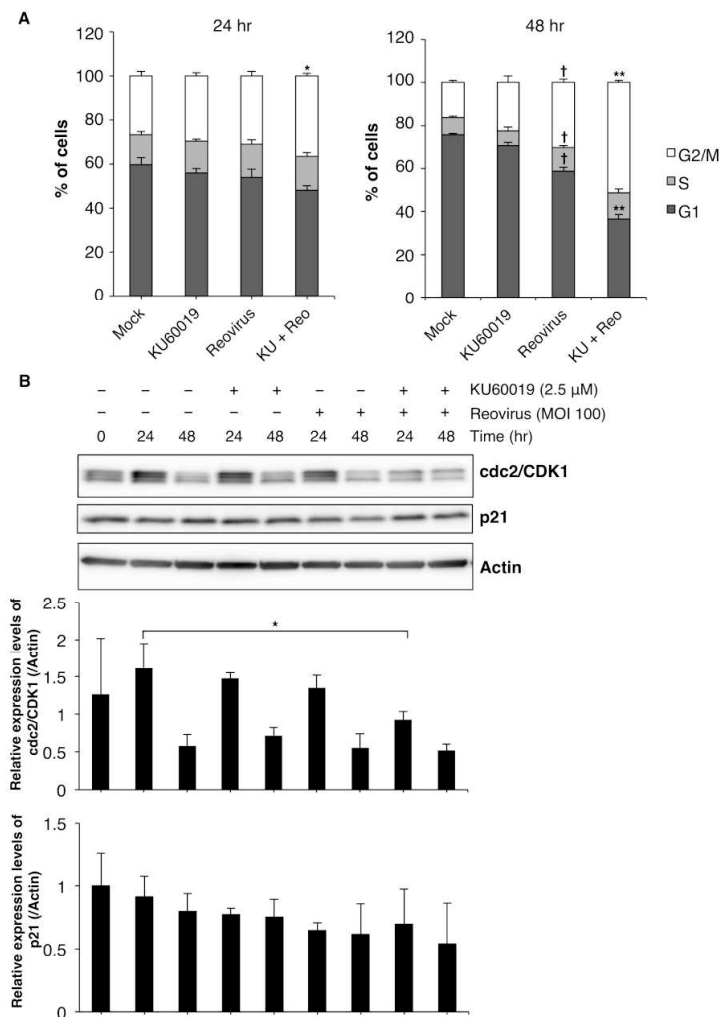 A
24 hr
48 hr
120
100
80
60
40
20
0
% of cells
*
Mock
KU60019
Reovirus
KU + Reo
120
100
80
60
40
20
0
% of cells
†
†
†
**
**
Mock
KU60019
Reovirus
KU + Reo
G2/M
S
G1
B
– – – + + – – + + KU60019 (2.5 µM)
– – – – – + + + + Reovirus (MOI 100)
0 24 48 24 48 24 48 24 48 Time (hr)
cdc2/CDK1
p21
Actin
Relative expression levels of
cdc2/CDK1 (/Actin)
2.5
2
1.5
1
0.5
0
*
Relative expression levels of
p21 (/Actin)
1.5
1
0.5
0